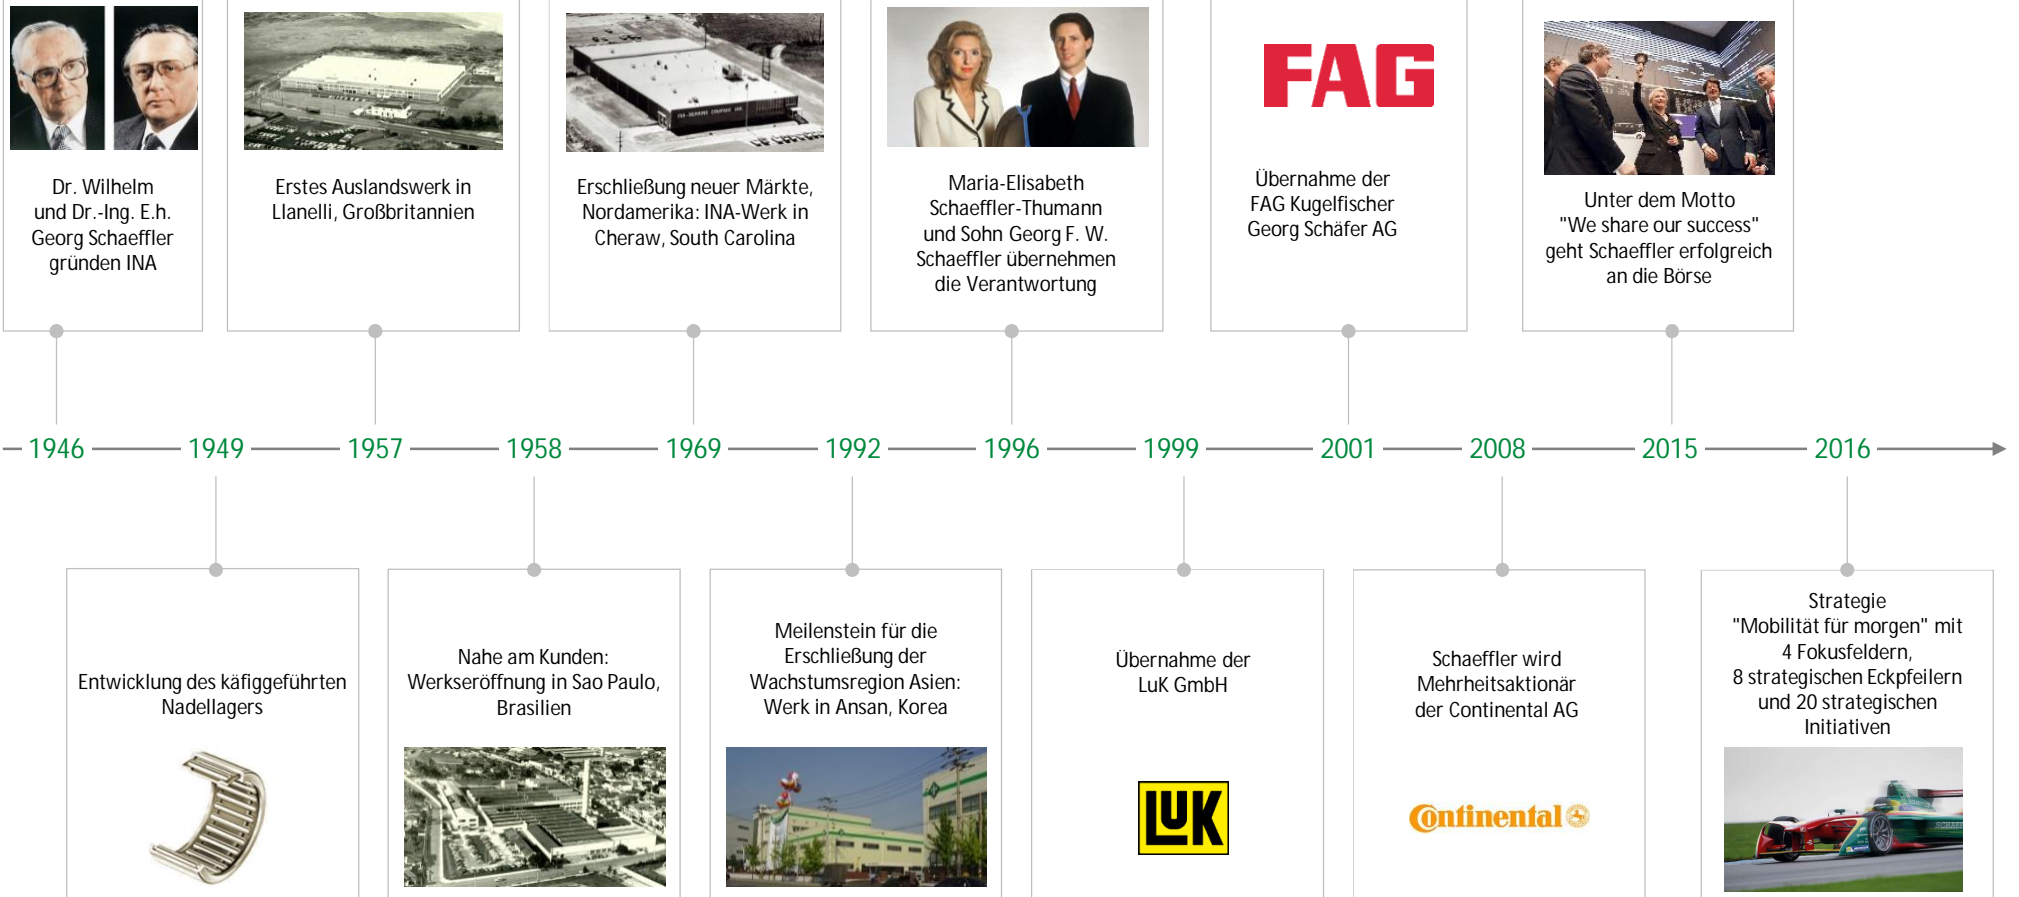 Dr. Wilhelm
und Dr.-Ing. E.h.
Georg Schaeffler
gründen INA
Erstes Auslandswerk in
Llanelli, Großbritannien
Erschließung neuer Märkte,
Nordamerika: INA-Werk in
Cheraw, South Carolina
Maria-Elisabeth
Schaeffler-Thumann
und Sohn Georg F. W.
Schaeffler übernehmen
die Verantwortung
FAG
Übernahme der
FAG Kugelfischer
Georg Schäfer AG
Unter dem Motto
"We share our success"
geht Schaeffler erfolgreich
an die Börse
1946
1949
1957
1958
1969
1992
1996
1999
2001
2008
2015
2016
Entwicklung des käfiggeführten
Nadellagers
Nahe am Kunden:
Werkseröffnung in Sao Paulo,
Brasilien
Meilenstein für die
Erschließung der
Wachstumsregion Asien:
Werk in Ansan, Korea
Übernahme der
LuK GmbH
LuK
Schaeffler wird
Mehrheitsaktionär
der Continental AG
Continental
Strategie
"Mobilität für morgen" mit
4 Fokusfeldern,
8 strategischen Eckpfeilern
und 20 strategischen
Initiativen